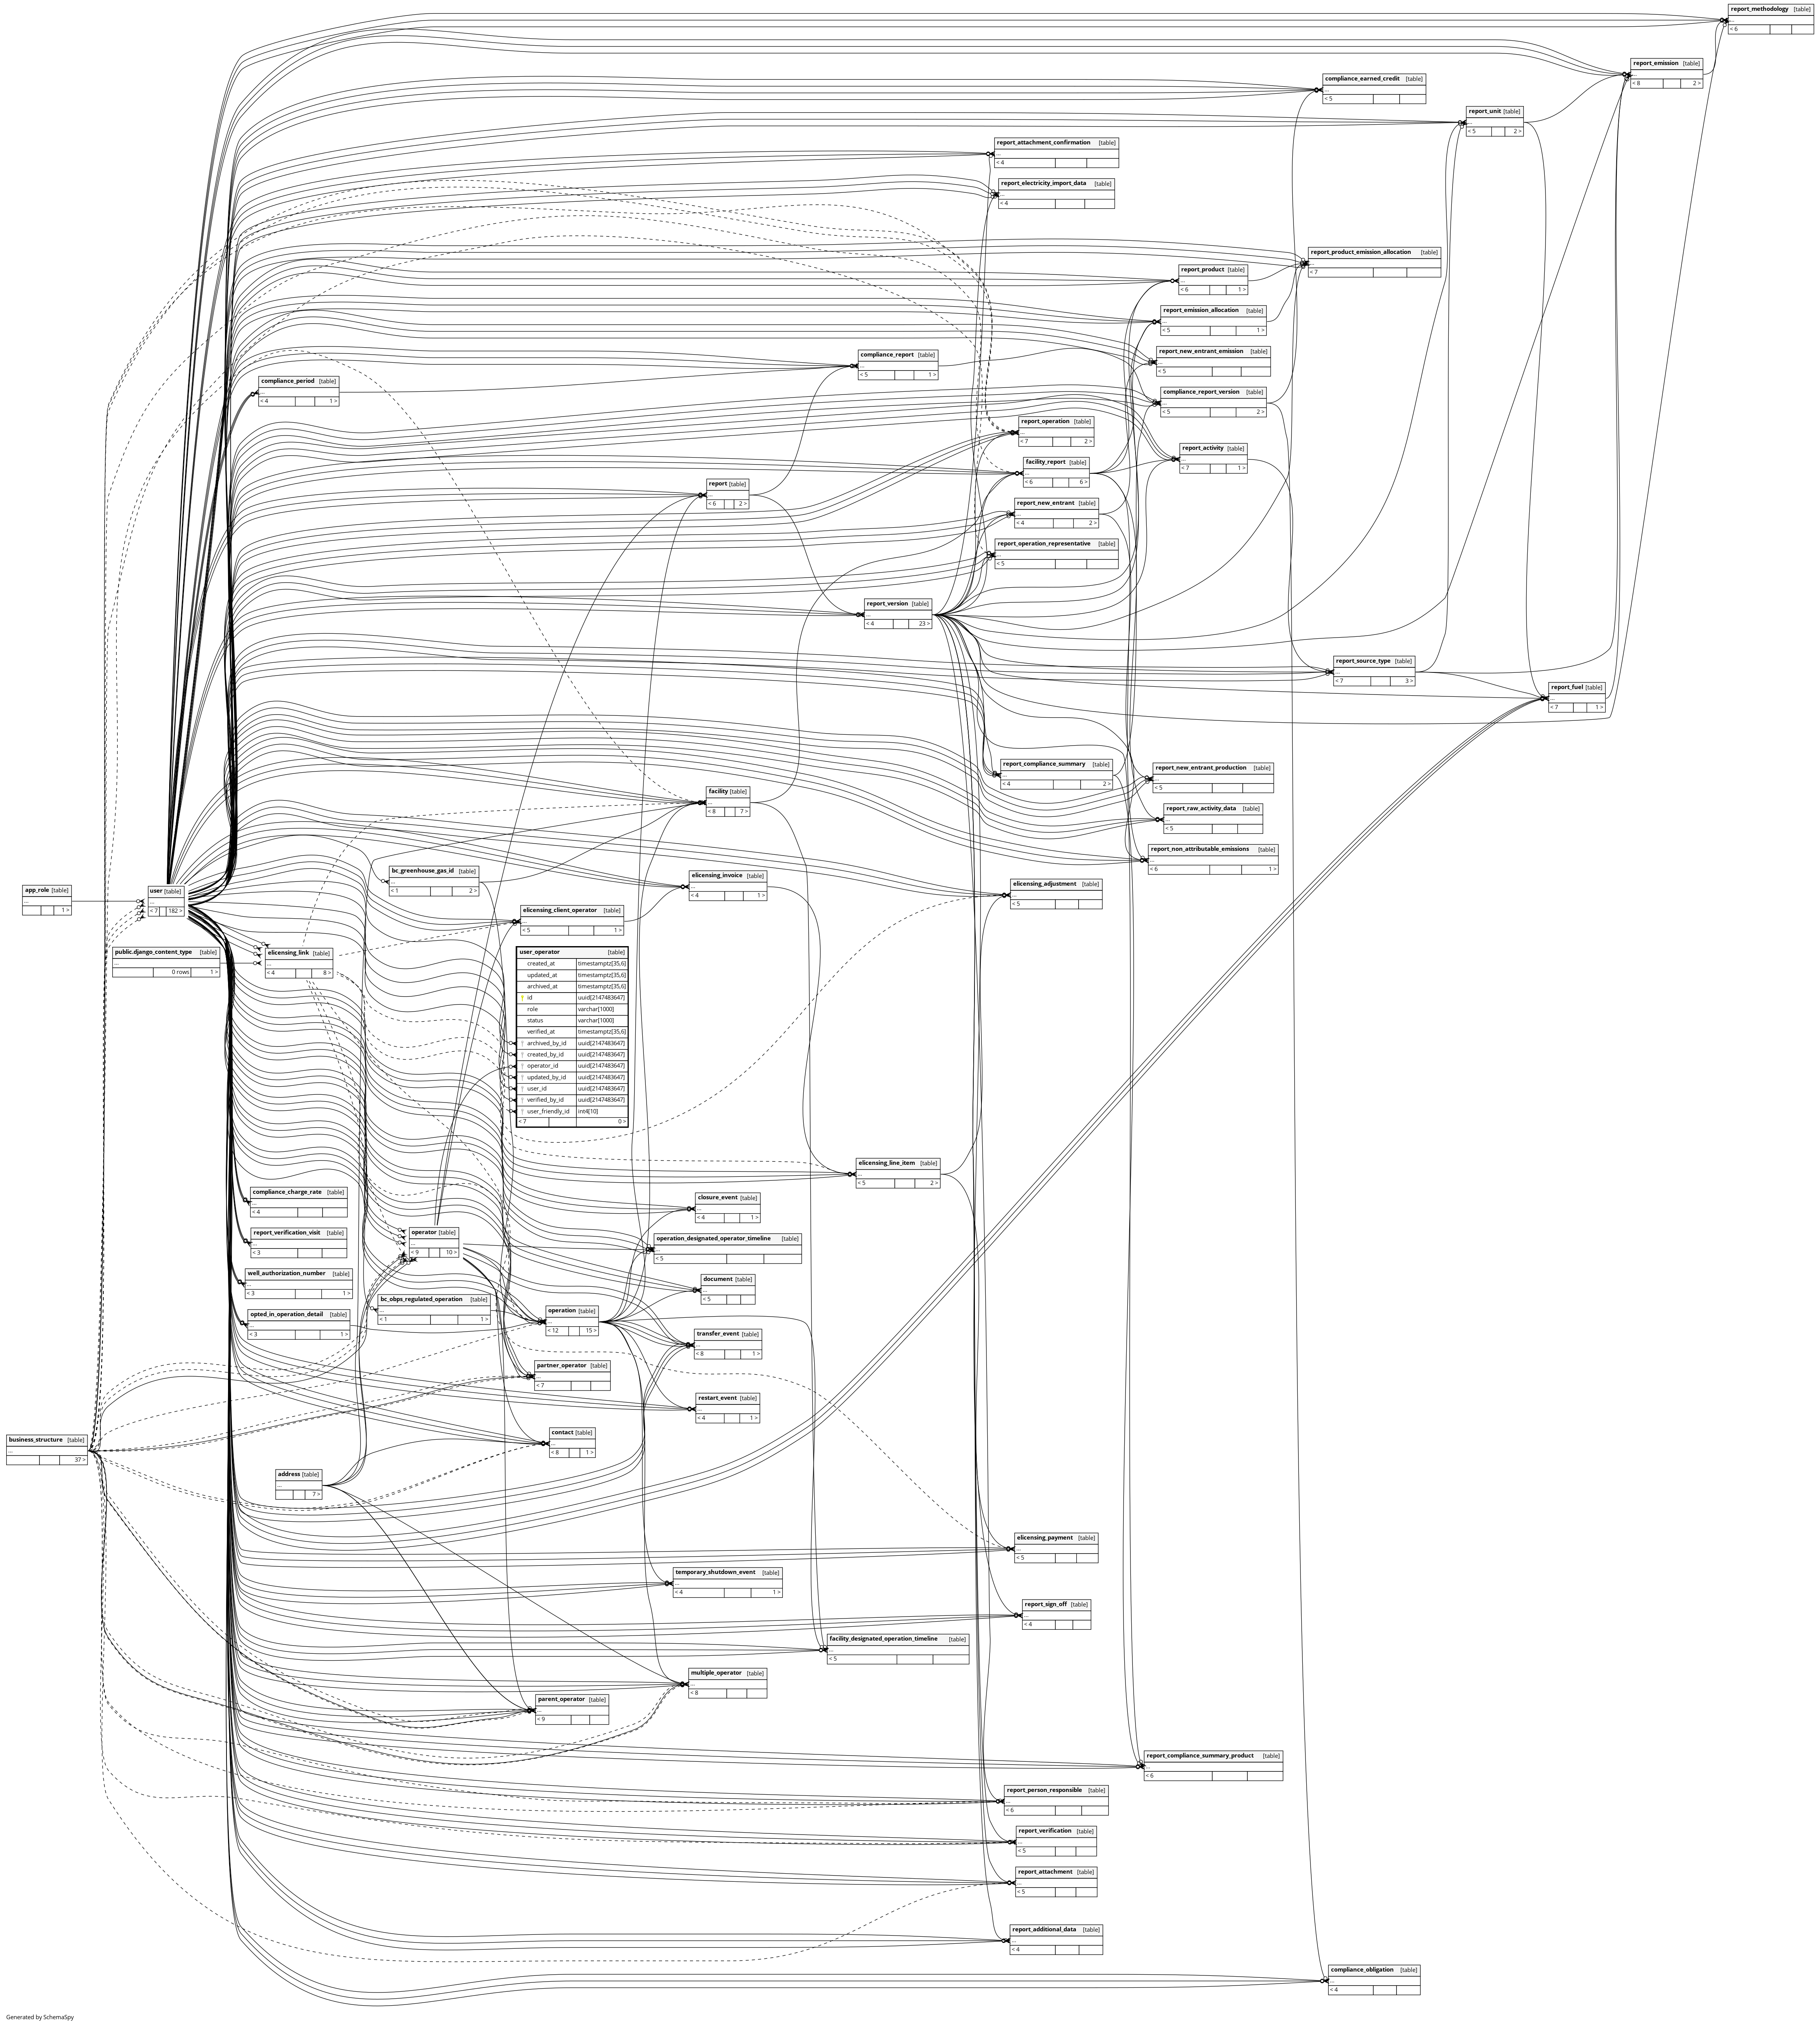 report_methodology [table]
...
< 6
report_emission [table]
...
< 8 2 >
compliance_earned_credit [table]
...
< 5
report_unit [table]
...
< 5 2 >
report_attachment_confirmation [table]
...
< 4
report_electricity_import_data [table]
...
< 4
report_product_emission_allocation [table]
...
< 7
report_product [table]
...
< 6 1 >
report_emission_allocation [table]
...
< 5 1 >
report_new_entrant_emission [table]
...
< 5
compliance_report [table]
...
< 5 1 >
compliance_period [table]
...
< 4 1 >
compliance_report_version [table]
...
< 5 2 >
report_operation [table]
...
< 7 2 >
report_activity [table]
...
< 7 1 >
facility_report [table]
...
< 6 6 >
report [table]
...
< 6 2 >
report_new_entrant [table]
...
< 4 2 >
report_operation_representative [table]
...
< 5
report_version [table]
...
< 4 23 >
report_source_type [table]
...
< 7 3 >
report_fuel [table]
...
< 7 1 >
report_compliance_summary [table]
...
< 4 2 >
report_new_entrant_production [table]
...
< 5
facility [table]
...
< 8 7 >
report_raw_activity_data [table]
...
< 5
report_non_attributable_emissions [table]
...
< 6 1 >
bc_greenhouse_gas_id [table]
...
< 1 2 >
elicensing_invoice [table]
...
< 4 1 >
elicensing_adjustment [table]
...
< 5
app_role [table]
...
1 >
user [table]
...
< 7 182 >
elicensing_client_operator [table]
...
< 5 1 >
public.django_content_type [table]
...
0 rows 1 >
elicensing_link [table]
...
< 4 8 >
user_operator [table]
created_at timestamptz[35,6]
updated_at timestamptz[35,6]
archived_at timestamptz[35,6]
id uuid[2147483647]
role varchar[1000]
status varchar[1000]
verified_at timestamptz[35,6]
archived_by_id uuid[2147483647]
created_by_id uuid[2147483647]
operator_id uuid[2147483647]
updated_by_id uuid[2147483647]
user_id uuid[2147483647]
verified_by_id uuid[2147483647]
user_friendly_id int4[10]
< 7 0 >
elicensing_line_item [table]
...
< 5 2 >
compliance_charge_rate [table]
...
< 4
closure_event [table]
...
< 4 1 >
report_verification_visit [table]
...
< 3
operator [table]
...
< 9 10 >
operation_designated_operator_timeline [table]
...
< 5
well_authorization_number [table]
...
< 3 1 >
document [table]
...
< 5
bc_obps_regulated_operation [table]
...
< 1 1 >
opted_in_operation_detail [table]
...
< 3 1 >
operation [table]
...
< 12 15 >
transfer_event [table]
...
< 8 1 >
partner_operator [table]
...
< 7
restart_event [table]
...
< 4 1 >
contact [table]
...
< 8 1 >
business_structure [table]
...
37 >
address [table]
...
7 >
elicensing_payment [table]
...
< 5
temporary_shutdown_event [table]
...
< 4 1 >
report_sign_off [table]
...
< 4
facility_designated_operation_timeline [table]
...
< 5
multiple_operator [table]
...
< 8
parent_operator [table]
...
< 9
report_compliance_summary_product [table]
...
< 6
report_person_responsible [table]
...
< 6
report_verification [table]
...
< 5
report_attachment [table]
...
< 5
report_additional_data [table]
...
< 4
compliance_obligation [table]
...
< 4
Generated by SchemaSpy